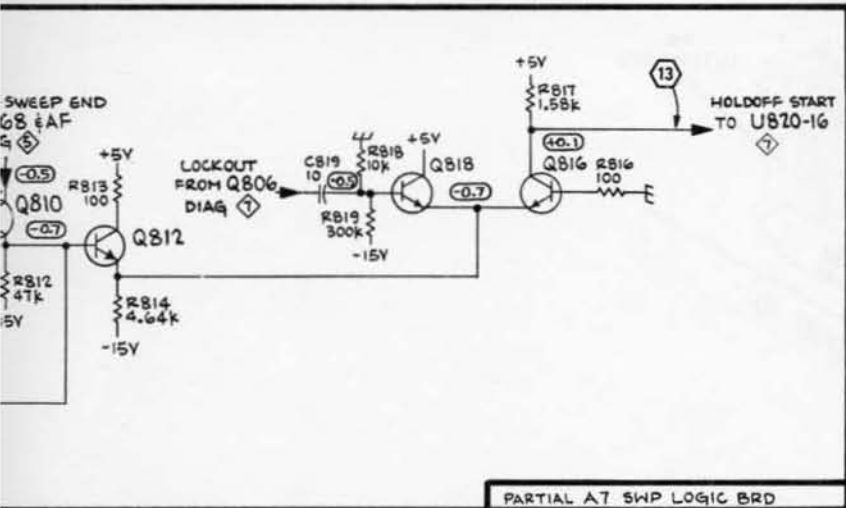 SWEEP END
68 & AF
5
-0.5
Q810
-0.7
R812
47k
+5V
R813
100
Q812
R814
4.64k
-15V
LOCKOUT
FROM Q806
DIAG 7
C819
10
-0.5
R818
10k
R819
300k
-15V
+5V
Q818
-0.7
+5V
R817
1.58k
+0.1
Q816
R816
100
13
HOLDOFF START
TO U820-16
7
PARTIAL A7 SWP LOGIC BRD